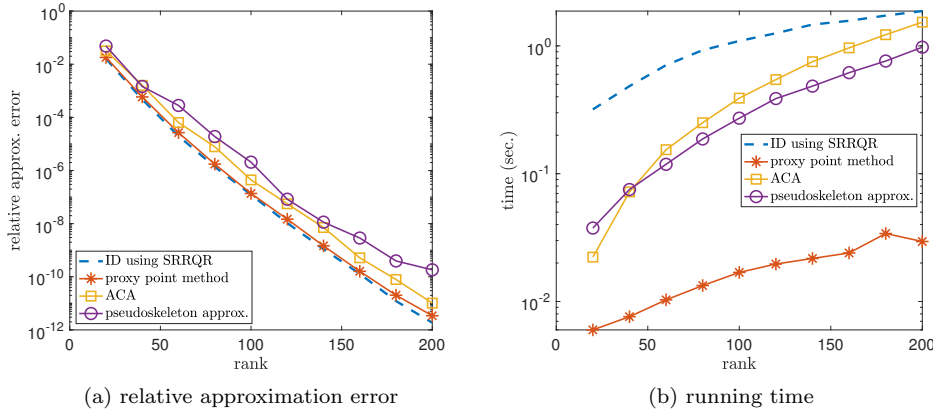 10^0
10^-2
10^-4
10^-6
10^-8
10^-10
10^-12
relative approx. error
ID using SRRQR
proxy point method
ACA
pseudoskeleton approx.
0 50 100 150 200
rank
(a) relative approximation error
10^0
10^-1
10^-2
time (sec.)
ID using SRRQR
proxy point method
ACA
pseudoskeleton approx.
0 50 100 150 200
rank
(b) running time